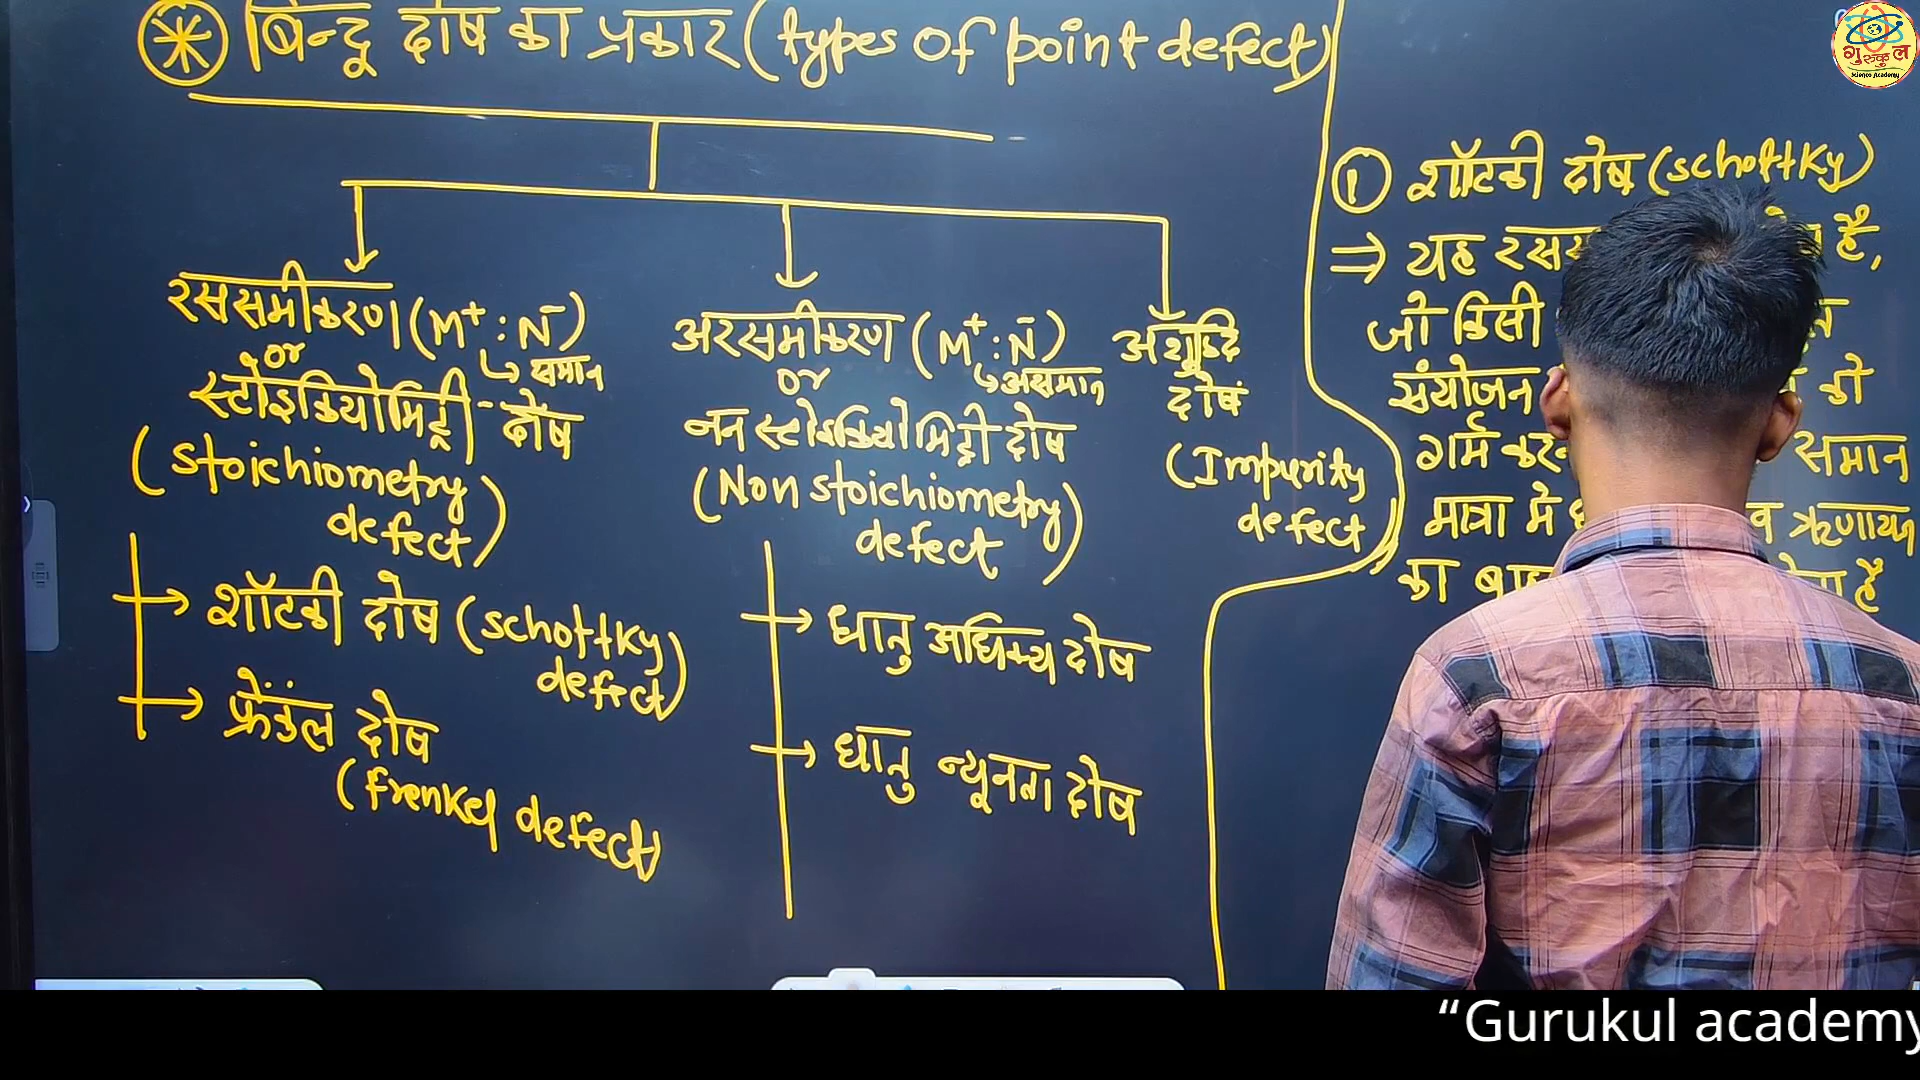 बिन्दू दोष का प्रकार (types of point defect)
रससमीकरण (M⁺ : N⁻)
or
↳ समान
स्टोइकियोमिट्री - दोष
(stoichiometry
defect)
→ शॉटकी दोष (schottky
defect)
→ फ्रेंकेल दोष
(frenkel defect)
अरससमीकरण (M⁺ : N⁻)
or
↳ असमान
नन स्टोइकियोमिट्री दोष
(Non stoichiometry)
defect
→ धातु आधिक्य दोष
→ धातु न्यूनता दोष
अशुद्धि
दोष
(Impurity
defect)
① शॉटकी दोष (schottky)
⇒ यह है,
जो किसी
संयोजन को
गर्म समान
मात्रा मे व ऋणायन
का है
गुरुकुल
Science Academy
“Gurukul academy